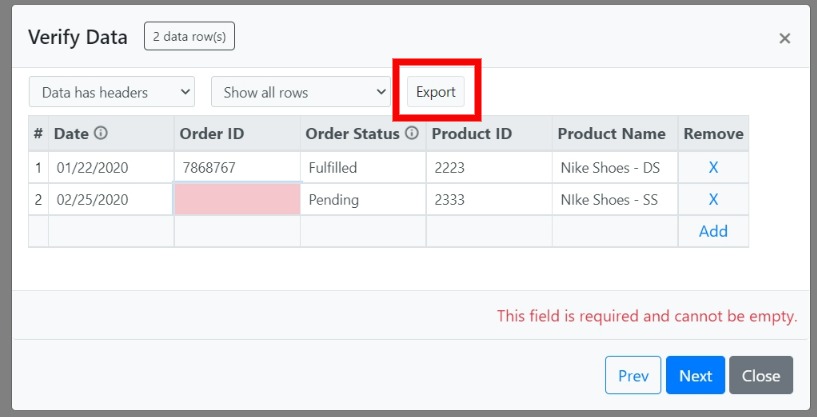 Verify Data 2 data row(s) ×
Data has headers Show all rows Export
# Date Order ID Order Status Product ID Product Name Remove
1 01/22/2020 7868767 Fulfilled 2223 Nike Shoes - DS X
2 02/25/2020 Pending 2333 NIke Shoes - SS X
Add
This field is required and cannot be empty.
Prev Next Close